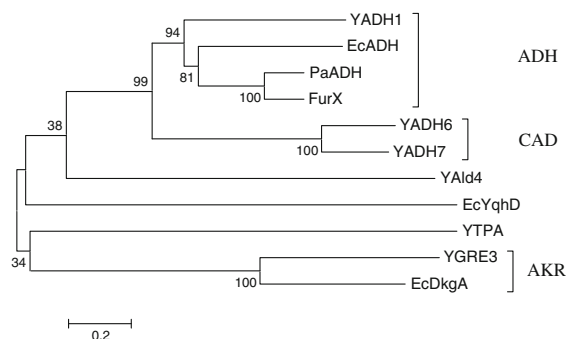 94
YADH1
EcADH
ADH
81
PaADH
99
100
FurX
38
YADH6
CAD
100
YADH7
YAld4
EcYqhD
YTPA
34
YGRE3
AKR
100
EcDkgA
0.2